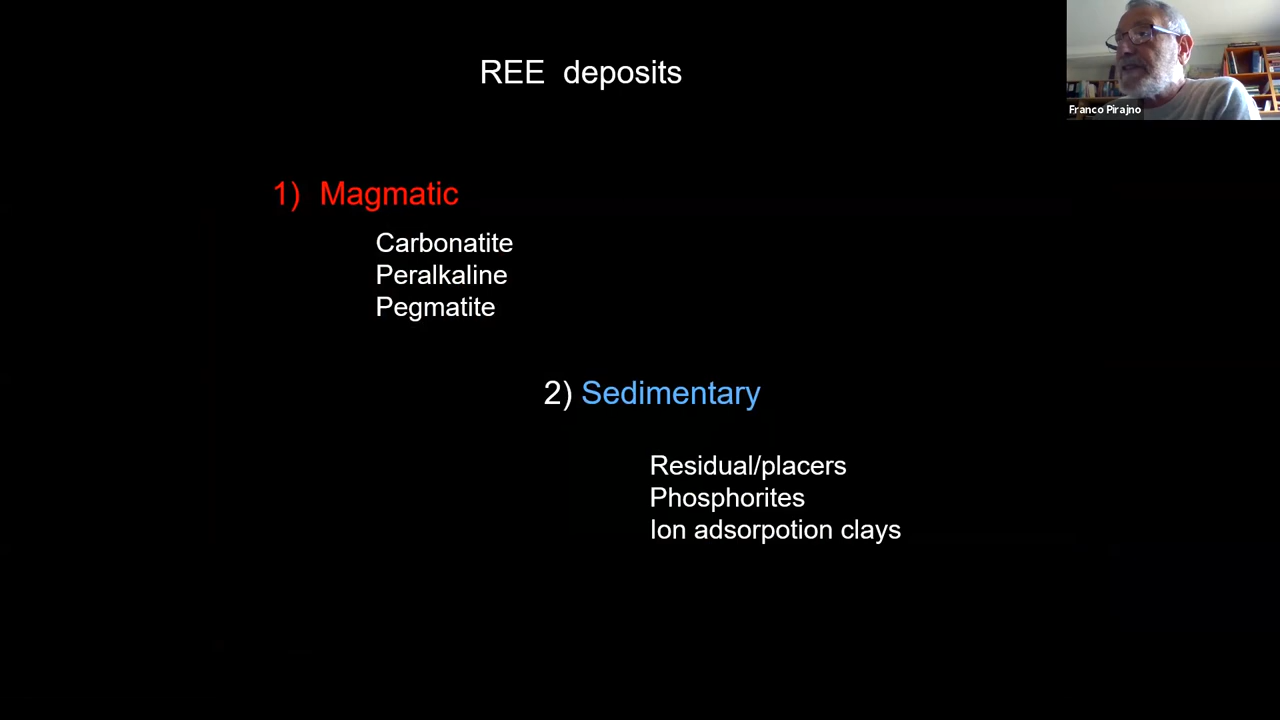 REE deposits
Franco Pirajno
1) Magmatic
Carbonatite
Peralkaline
Pegmatite
2) Sedimentary
Residual/placers
Phosphorites
Ion adsorpotion clays